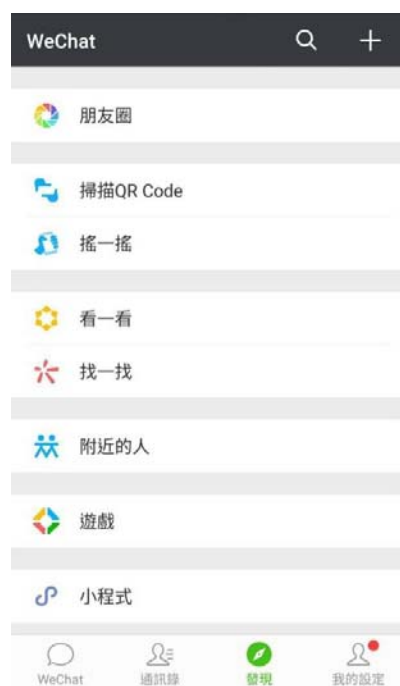 WeChat
朋友圈
掃描QR Code
搖一搖
看一看
找一找
附近的人
遊戲
小程式
WeChat
通訊錄
發現
我的設定